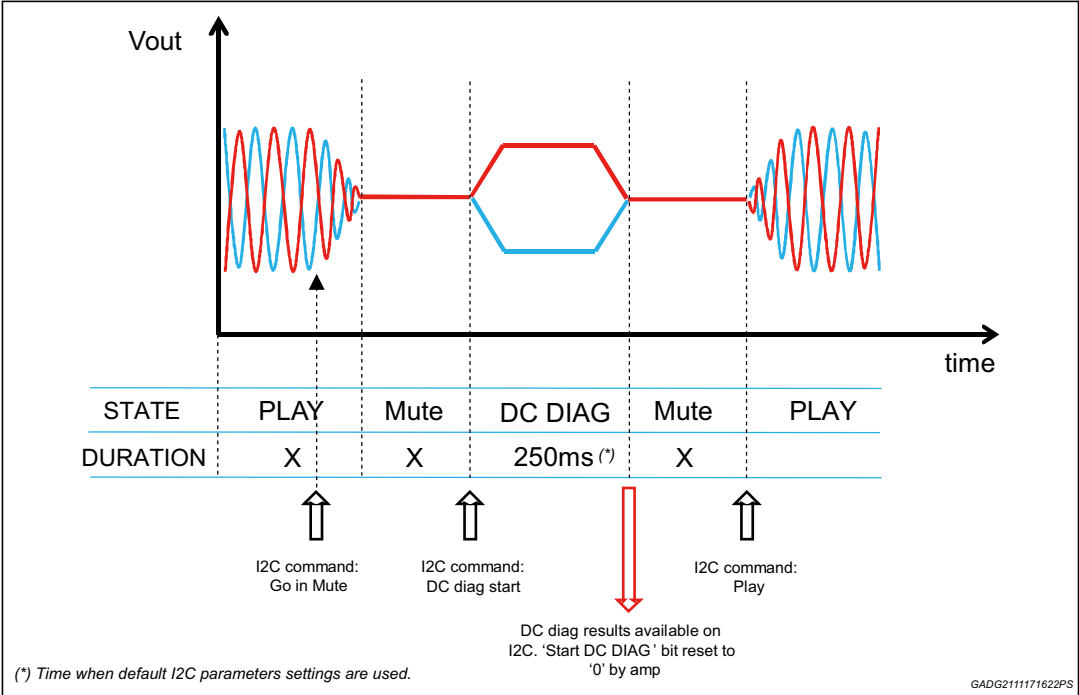 Vout
time
STATE PLAY Mute DC DIAG Mute PLAY
DURATION X X 250ms (*) X
I2C command:
Go in Mute
I2C command:
DC diag start
I2C command:
Play
DC diag results available on
I2C. ‘Start DC DIAG’ bit reset to
‘0’ by amp
(*) Time when default I2C parameters settings are used.
GADG2111171622PS